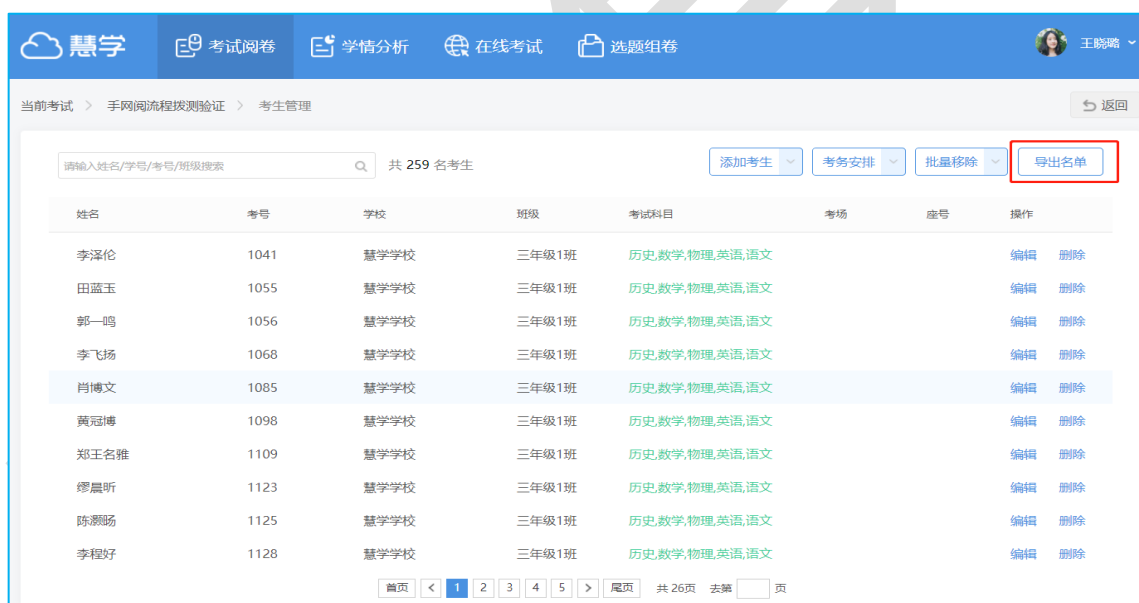 慧学 考试阅卷 学情分析 在线考试 选题组卷 王晓璐
当前考试 > 手网阅流程拨测验证 > 考生管理 返回
请输入姓名/学号/考号/班级搜索 共 259 名考生 添加考生 考务安排 批量移除 导出名单
姓名 考号 学校 班级 考试科目 考场 座号 操作
李泽伦 1041 慧学学校 三年级1班 历史,数学,物理,英语,语文 编辑 删除
田蓝玉 1055 慧学学校 三年级1班 历史,数学,物理,英语,语文 编辑 删除
郭一鸣 1056 慧学学校 三年级1班 历史,数学,物理,英语,语文 编辑 删除
李飞扬 1068 慧学学校 三年级1班 历史,数学,物理,英语,语文 编辑 删除
肖博文 1085 慧学学校 三年级1班 历史,数学,物理,英语,语文 编辑 删除
黄冠博 1098 慧学学校 三年级1班 历史,数学,物理,英语,语文 编辑 删除
郑王名雅 1109 慧学学校 三年级1班 历史,数学,物理,英语,语文 编辑 删除
缪晨昕 1123 慧学学校 三年级1班 历史,数学,物理,英语,语文 编辑 删除
陈灏旸 1125 慧学学校 三年级1班 历史,数学,物理,英语,语文 编辑 删除
李程好 1128 慧学学校 三年级1班 历史,数学,物理,英语,语文 编辑 删除
首页 < 1 2 3 4 5 > 尾页 共 26页 去第 页